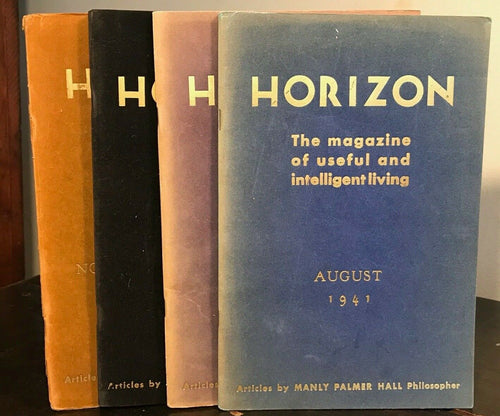 HORIZON
The magazine
of useful and
intelligent living
AUGUST
1941
Articles by MANLY PALMER HALL Philosopher
H
HO
H
NO
Articles
Articles by
Articles